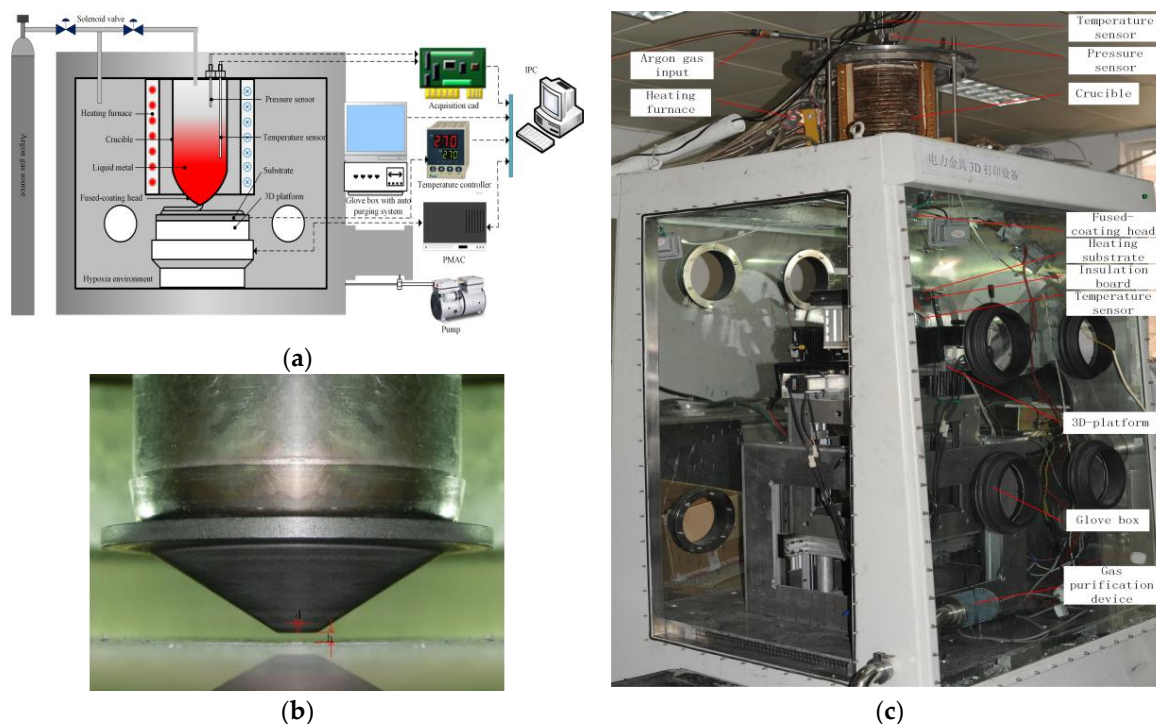 Solenoid valve
Argon gas source
Heating furnace
Crucible
Liquid metal
Fused-coating head
Pressure sensor
Temperature sensor
Substrate
3D platform
Hypoxia environment
Acquisition cad
IPC
270
270
Temperature controller
Glove box with auto
purging system
PMAC
Pump
(a)
d
h
(b)
Temperature
sensor
Pressure
sensor
Crucible
Argon gas
input
Heating
furnace
电力金具 3D 打印设备
Fused-
coating head
Heating
substrate
Insulation
board
Temperature
sensor
3D-platform
Glove box
Gas
purification
device
(c)